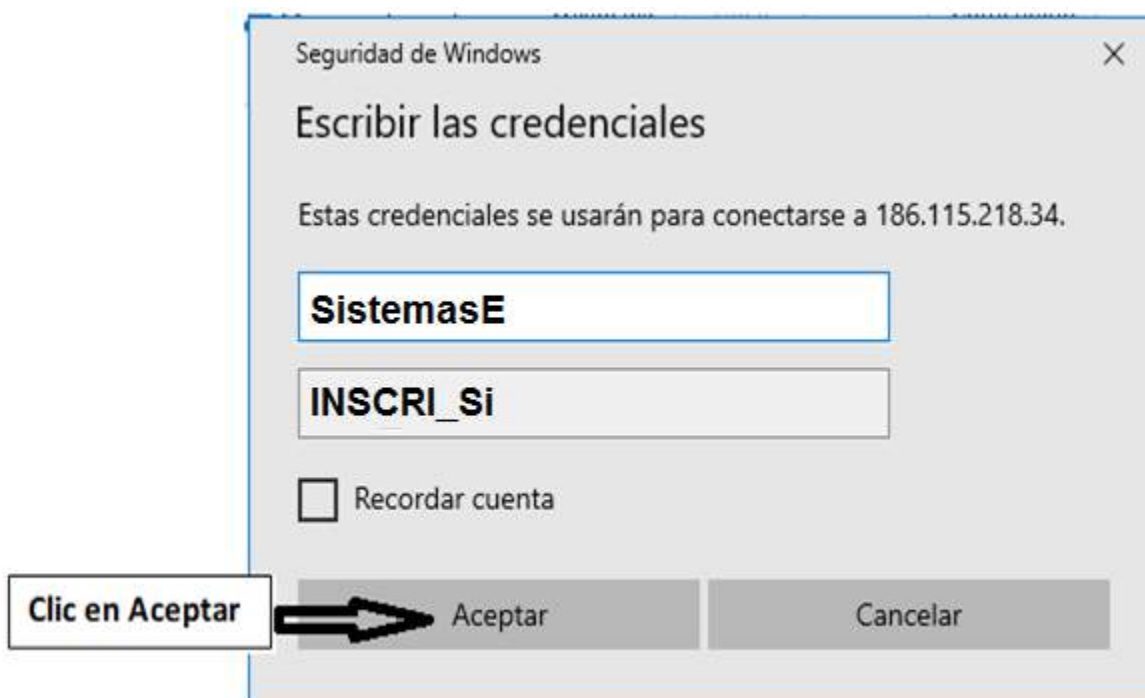 Seguridad de Windows
Escribir las credenciales
Estas credenciales se usarán para conectarse a 186.115.218.34.
SistemasE
INSCRI_Si
Recordar cuenta
Clic en Aceptar
Aceptar
Cancelar